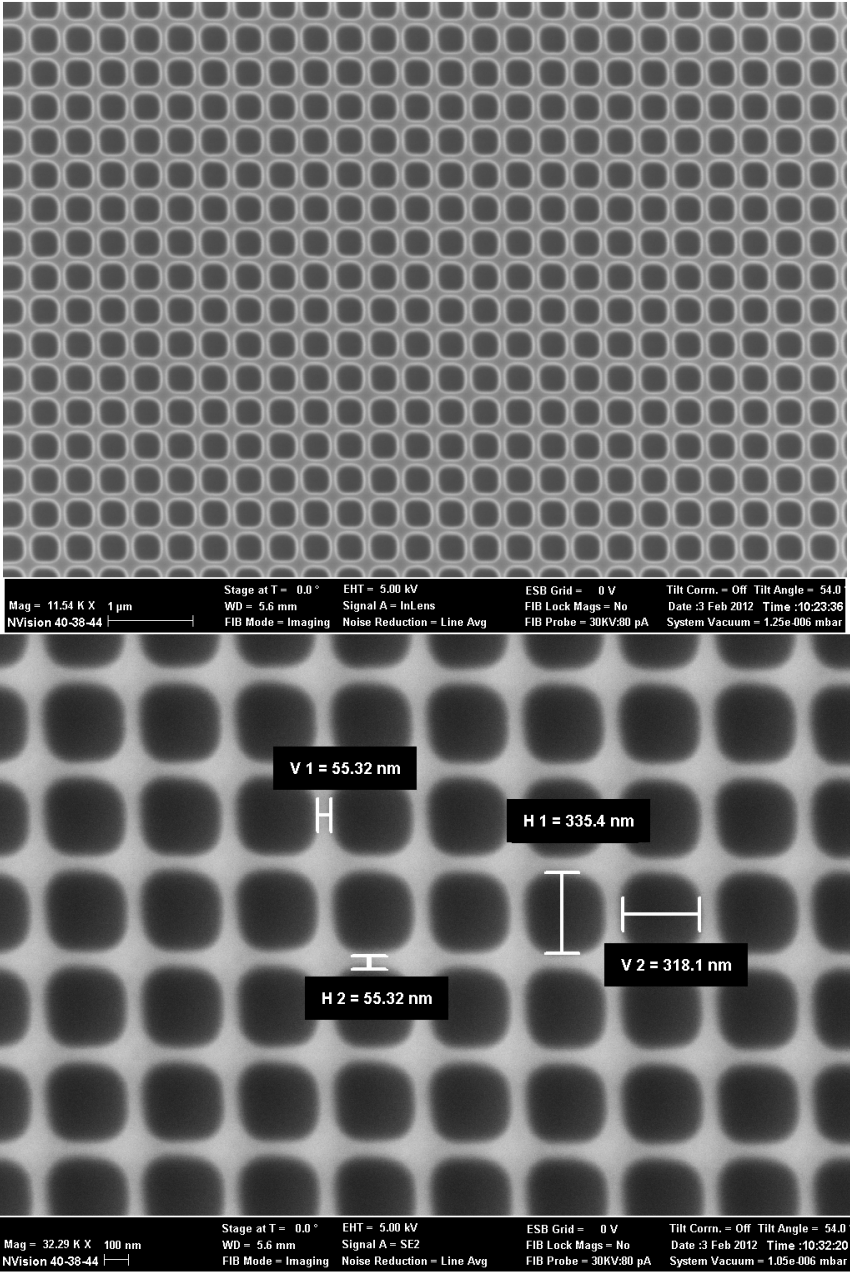 Stage at T = 0.0 ° EHT = 5.00 kV ESB Grid = 0 V Tilt Corrn. = Off Tilt Angle = 54.0
Mag = 11.54 K X 1 µm WD = 5.6 mm Signal A = InLens FIB Lock Mags = No Date :3 Feb 2012 Time :10:23:36
NVision 40-38-44 FIB Mode = Imaging Noise Reduction = Line Avg FIB Probe = 30KV:80 pA System Vacuum = 1.25e-006 mbar
V 1 = 55.32 nm
H 1 = 335.4 nm
V 2 = 318.1 nm
H 2 = 55.32 nm
Stage at T = 0.0 ° EHT = 5.00 kV ESB Grid = 0 V Tilt Corrn. = Off Tilt Angle = 54.0
Mag = 32.29 K X 100 nm WD = 5.6 mm Signal A = SE2 FIB Lock Mags = No Date :3 Feb 2012 Time :10:32:20
NVision 40-38-44 FIB Mode = Imaging Noise Reduction = Line Avg FIB Probe = 30KV:80 pA System Vacuum = 1.05e-006 mbar